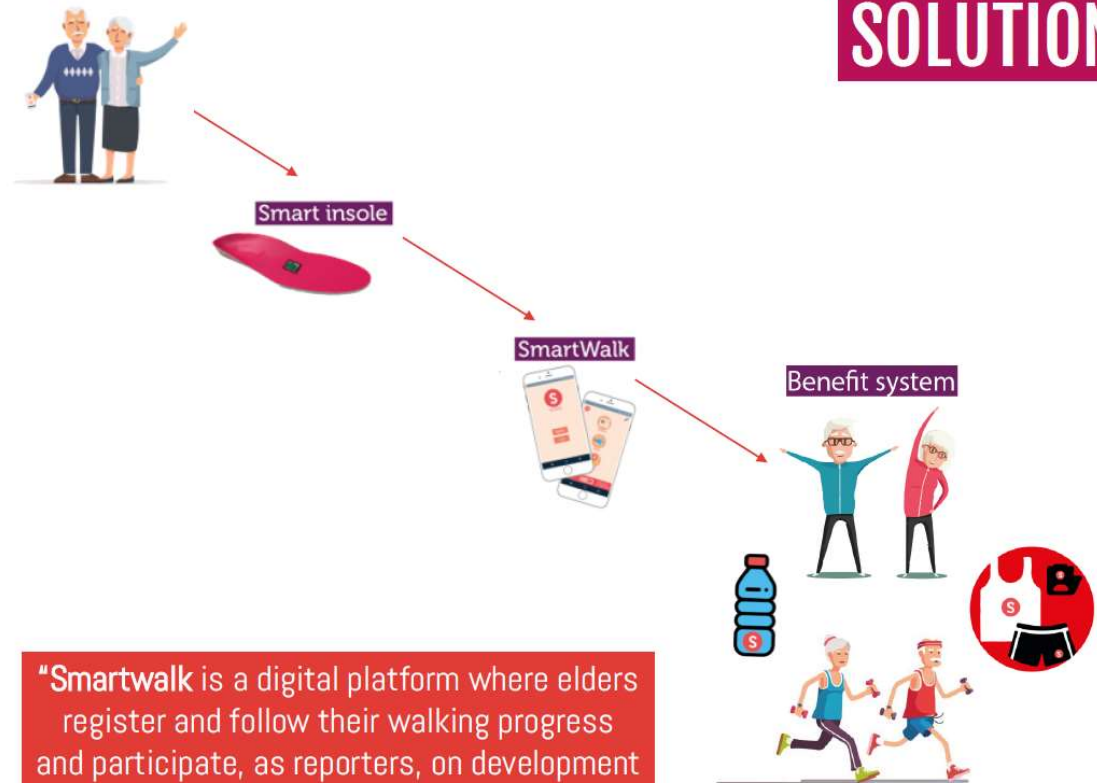 SOLUTION
Smart insole
SmartWalk
S
Benefit system
S
S
"Smartwalk is a digital platform where elders
register and follow their walking progress
and participate, as reporters, on development